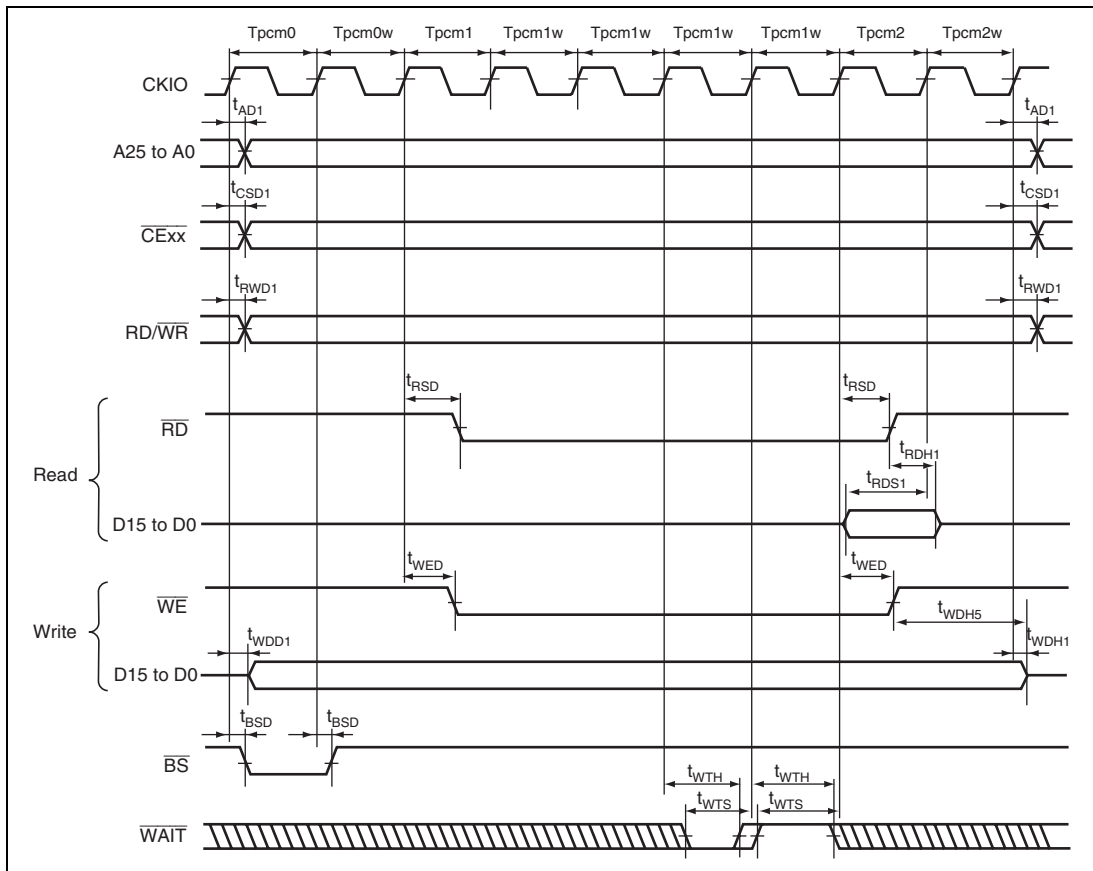 Tpcm0 Tpcm0w Tpcm1 Tpcm1w Tpcm1w Tpcm1w Tpcm1w Tpcm2 Tpcm2w
CKIO
tAD1 tAD1
A25 to A0
tCSD1 tCSD1
CExx
tRWD1 tRWD1
RD/WR
tRSD tRSD
RD
tRDH1
Read
tRDS1
D15 to D0
tWED tWED
WE
tWDH5
Write
tWDD1 tWDH1
D15 to D0
tBSD tBSD
BS
tWTH tWTH
tWTS tWTS
WAIT